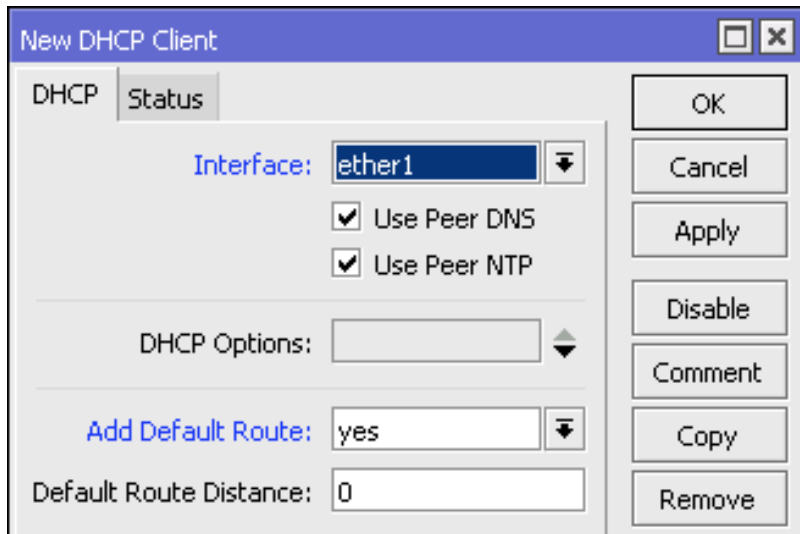 New DHCP Client
DHCP Status
Interface: ether1
Use Peer DNS
Use Peer NTP
DHCP Options:
Add Default Route: yes
Default Route Distance: 0
OK
Cancel
Apply
Disable
Comment
Copy
Remove